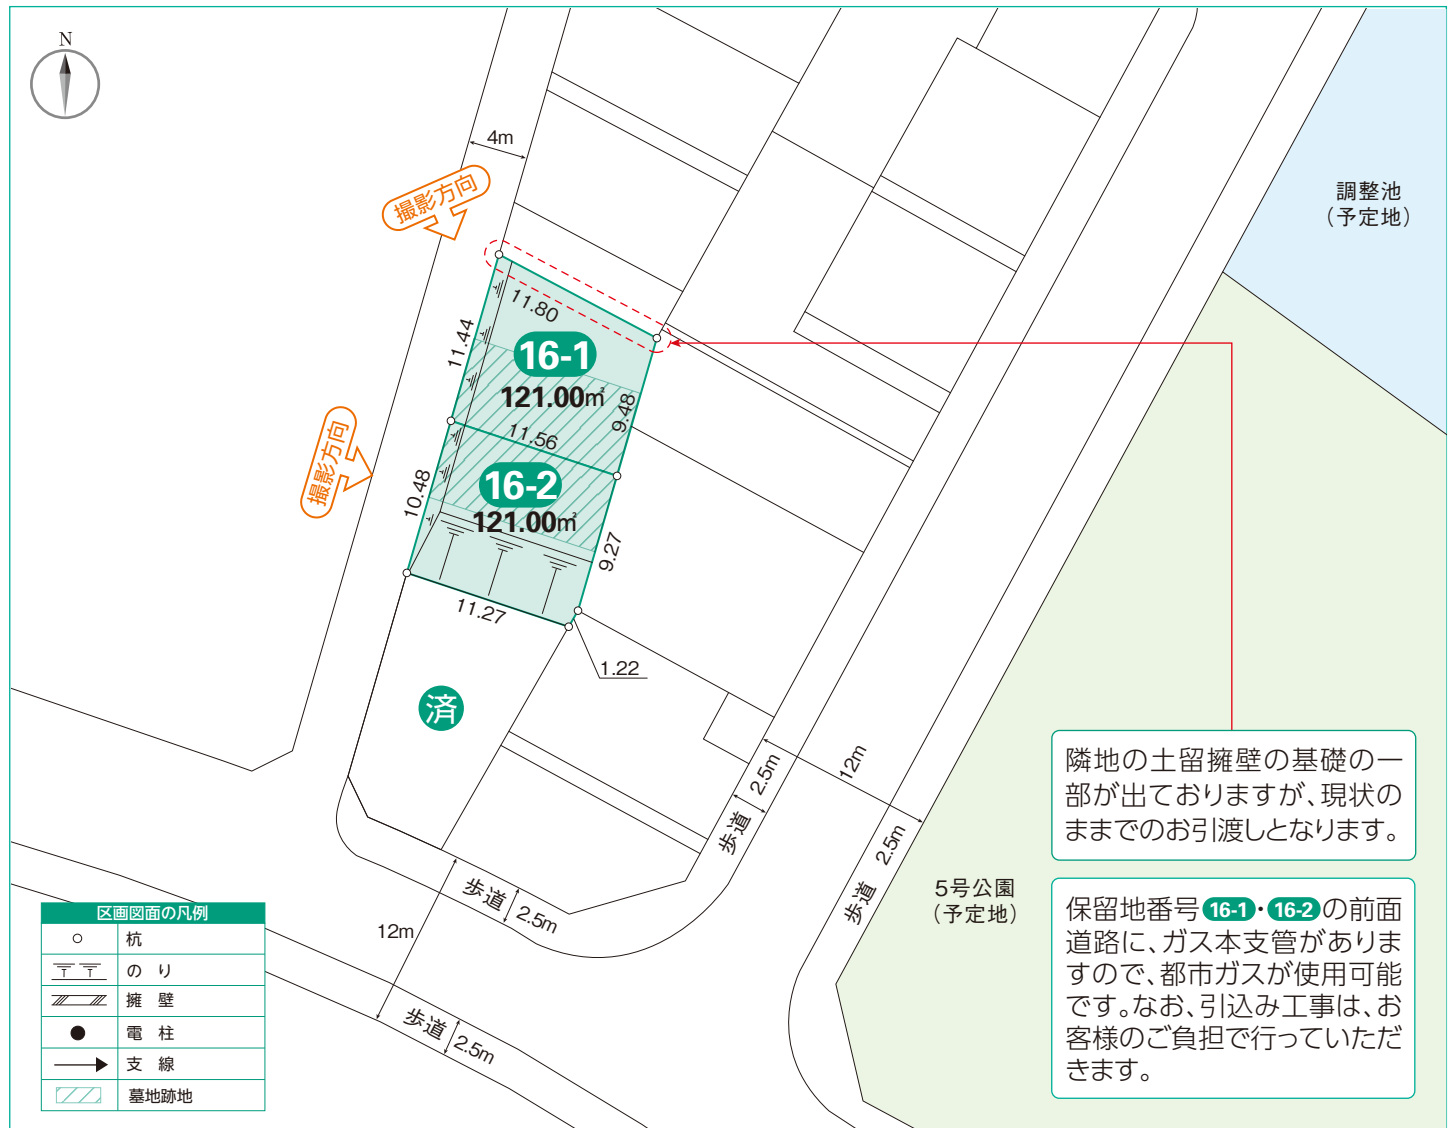 N
4m
撮影方向
調整池
（予定地）
11.80
11.44
16-1
121.00㎡
9.48
11.56
撮影方向
10.48
16-2
121.00㎡
9.27
11.27
1.22
済
12m
2.5m
歩道
2.5m
歩道
隣地の土留擁壁の基礎の一
部が出ておりますが、現状の
ままでのお引渡しとなります。
5号公園
（予定地）
保留地番号16-1・16-2の前面
道路に、ガス本支管がありま
すので、都市ガスが使用可能
です。なお、引込み工事は、お
客様のご負担で行っていただ
きます。
歩道
2.5m
12m
歩道
2.5m
区画図面の凡例
杭
のり
擁壁
電柱
支線
墓地跡地